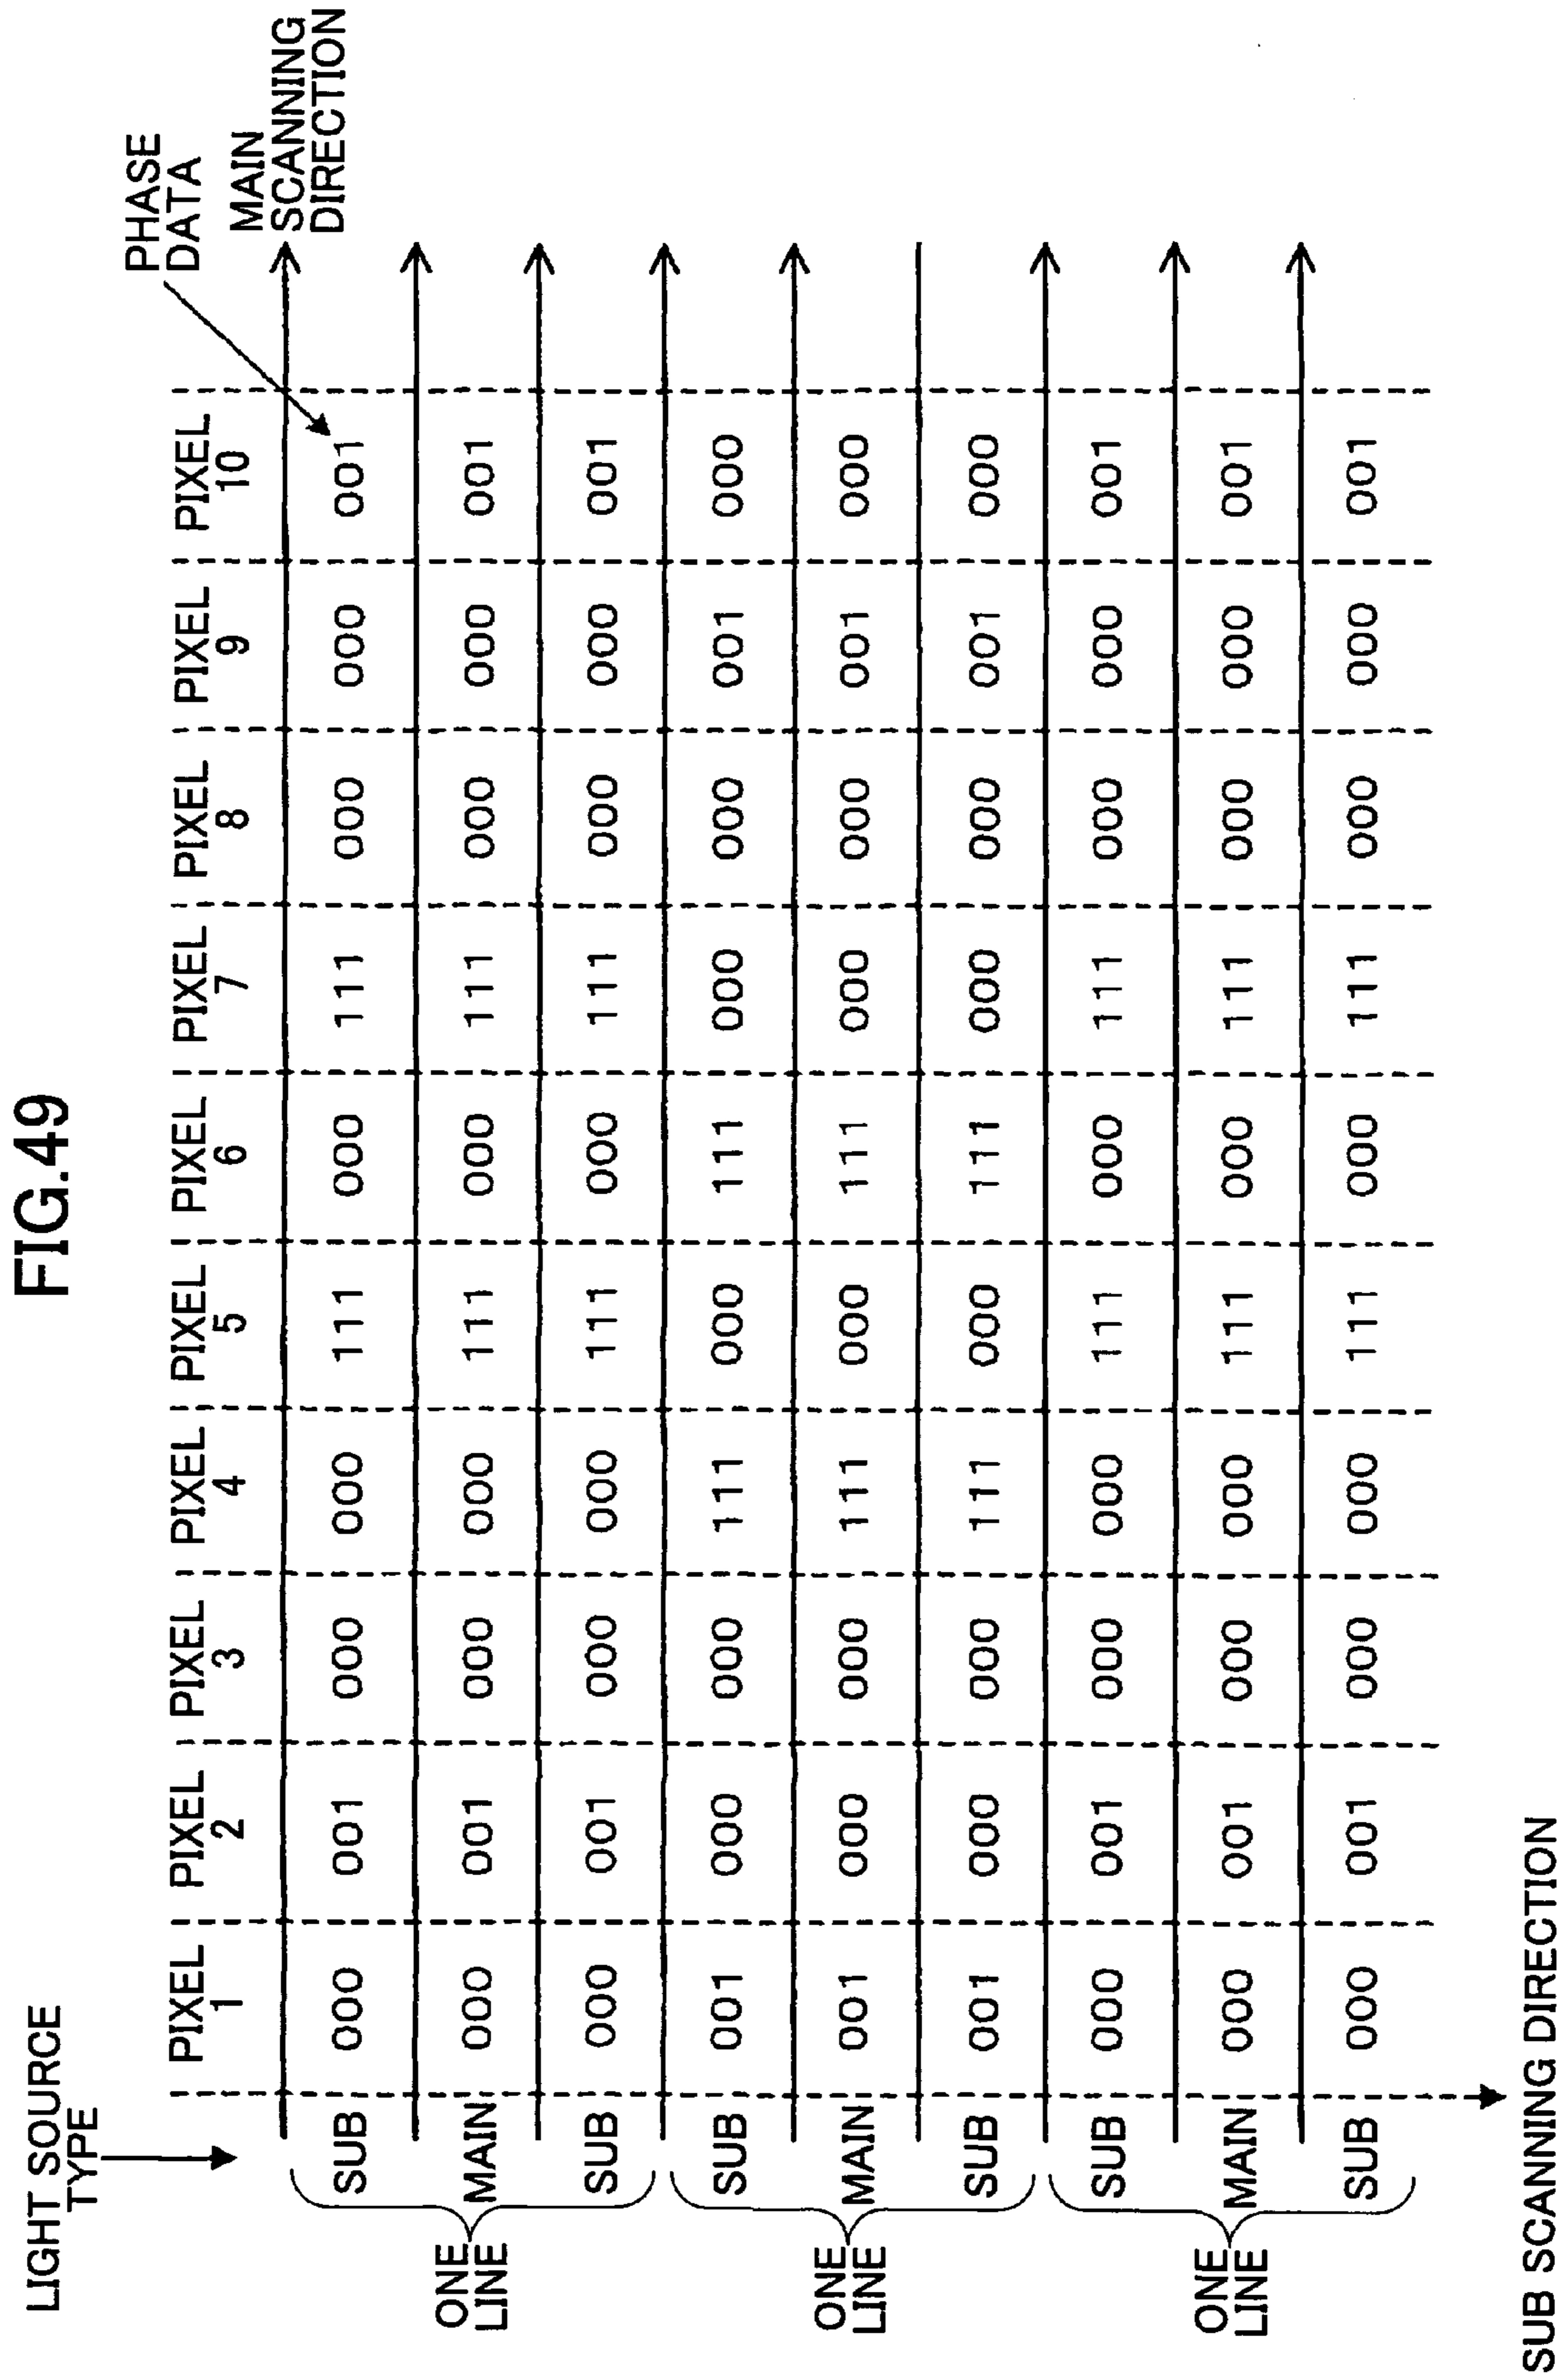 FIG.49
LIGHT SOURCE
TYPE
PHASE
DATA
MAIN
SCANNING
DIRECTION
PIXEL PIXEL PIXEL PIXEL PIXEL PIXEL PIXEL PIXEL PIXEL PIXEL
1 2 3 4 5 6 7 8 9 10
ONE
LINE
SUB 000 001 000 000 111 000 111 000 000 001
MAIN 000 001 000 000 111 000 111 000 000 001
SUB 000 001 000 000 111 000 111 000 000 001
ONE
LINE
SUB 001 000 000 111 000 111 000 000 001 000
MAIN 001 000 000 111 000 111 000 000 001 000
SUB 001 000 000 111 000 111 000 000 001 000
ONE
LINE
SUB 000 001 000 000 111 000 111 000 000 001
MAIN 000 001 000 000 111 000 111 000 000 001
SUB 000 001 000 000 111 000 111 000 000 001
SUB SCANNING DIRECTION